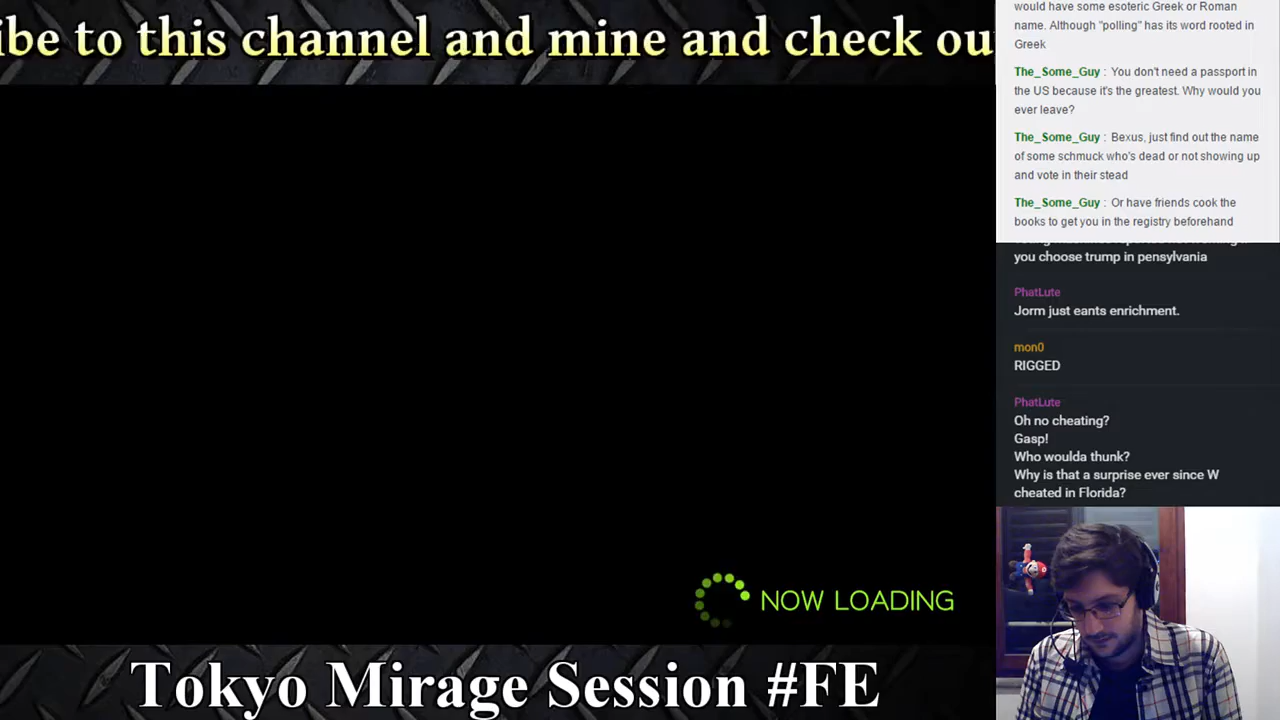 ibe to this channel and mine and check ou
would have some esoteric Greek or Roman
name. Although "polling" has its word rooted in
Greek
The_Some_Guy : You don't need a passport in
the US because it's the greatest. Why would you
ever leave?
The_Some_Guy : Bexus, just find out the name
of some schmuck who's dead or not showing up
and vote in their stead
The_Some_Guy : Or have friends cook the
books to get you in the registry beforehand
you choose trump in pensylvania
PhatLute
Jorm just eants enrichment.
mon0
RIGGED
PhatLute
Oh no cheating?
Gasp!
Who woulda thunk?
Why is that a surprise ever since W
cheated in Florida?
NOW LOADING
Tokyo Mirage Session #FE